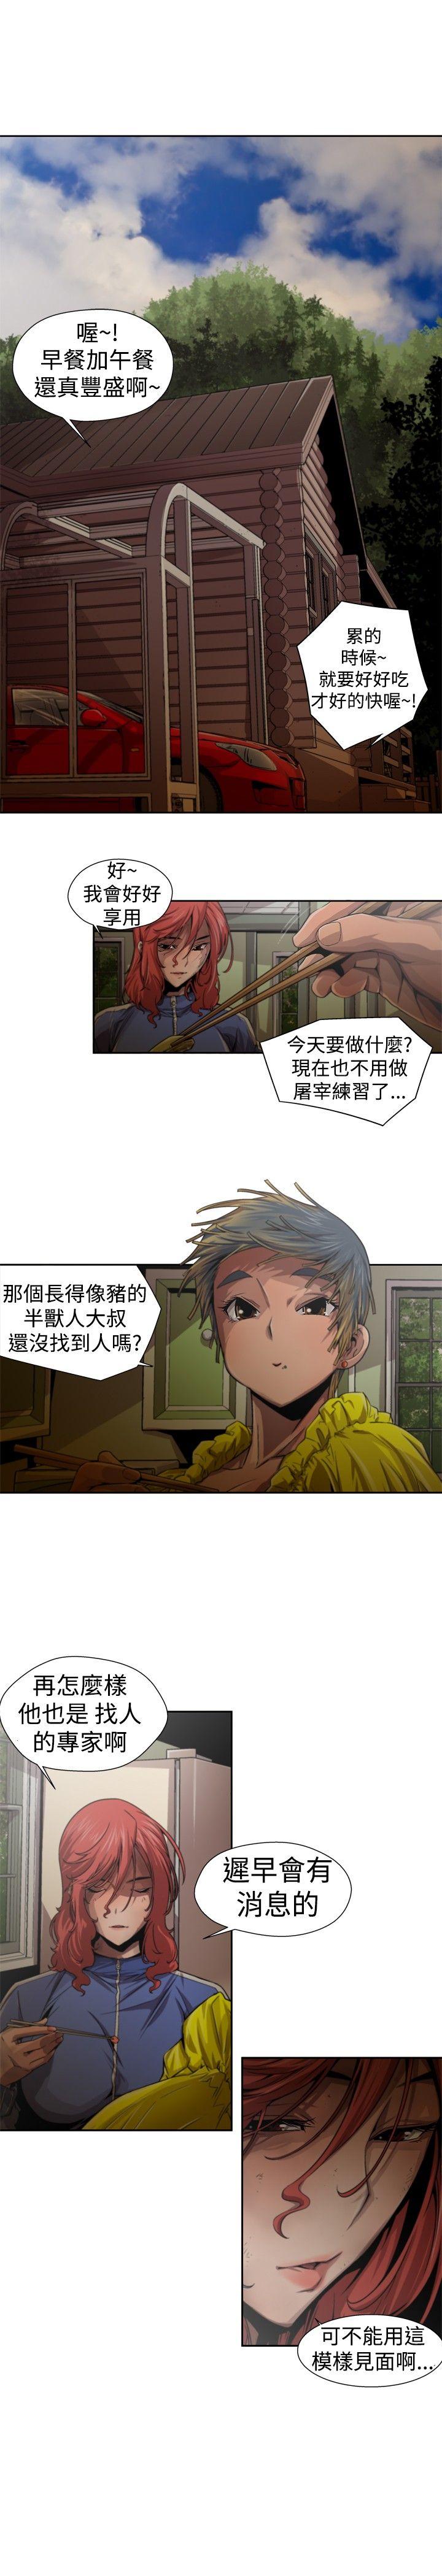 喔~!
早餐加午餐
還真豐盛啊~
累的
時候~
就要好好吃
才好的快喔~!
好~
我會好好
享用
今天要做什麼?
現在也不用做
屠宰練習了...
那個長得像豬的
半獸人大叔
還沒找到人嗎?
再怎麼樣
他也是 找人
的專家啊
遲早會有
消息的
可不能用這
模樣見面啊...